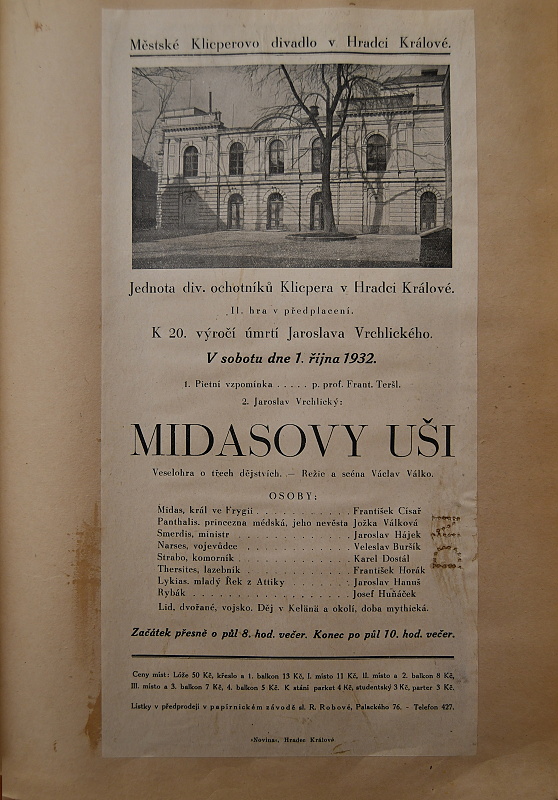 Městské Klicperovo divadlo v Hradci Králové.
Jednota div. ochotníků Klicpera v Hradci Králové.
II. hra v předplacení.
K 20. výročí úmrtí Jaroslava Vrchlického.
V sobotu dne 1. října 1932.
1. Pietní vzpomínka . . . . . p. prof. Frant. Teršl.
2. Jaroslav Vrchlický:
MIDASOVY UŠI
Veselohra o třech dějstvích. — Režie a scéna Václav Válko.
OSOBY:
Midas, král ve Frygii . . . . . . . . . . . . František Císař
Panthalis, princezna médská, jeho nevěsta Jožka Válková
Smerdis, ministr . . . . . . . . . . . . . . Jaroslav Hájek
Narses, vojevůdce . . . . . . . . . . . . . Veleslav Buršík
Strabo, komorník . . . . . . . . . . . . . Karel Dostál
Thersites, lazebník . . . . . . . . . . . . František Horák
Lykias, mladý Řek z Attiky . . . . . . . . Jaroslav Hanuš
Rybák . . . . . . . . . . . . . . . . . Josef Huňáček
Lid, dvořané, vojsko. Děj v Kelänä a okolí, doba mythická.
Začátek přesně o půl 8. hod. večer. Konec po půl 10. hod. večer.
Ceny míst: Lóže 50 Kč, křeslo a 1. balkon 13 Kč, I. místo 11 Kč, II. místo a 2. balkon 8 Kč,
III. místo a 3. balkon 7 Kč, 4. balkon 5 Kč. K stání parket 4 Kč, studentský 3 Kč, parter 3 Kč.
Lístky v předprodeji v papírnickém závodě sl. R. Robové, Palackého 76. - Telefon 427.
»Novina«, Hradec Králové